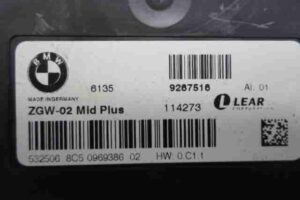 BMW
6135 9267516 AI. 01
MADE IN GERMANY
ZGW-02 Mid Plus 114273 LEAR
532506 8C5 0969386 02 HW: 0.C1.1